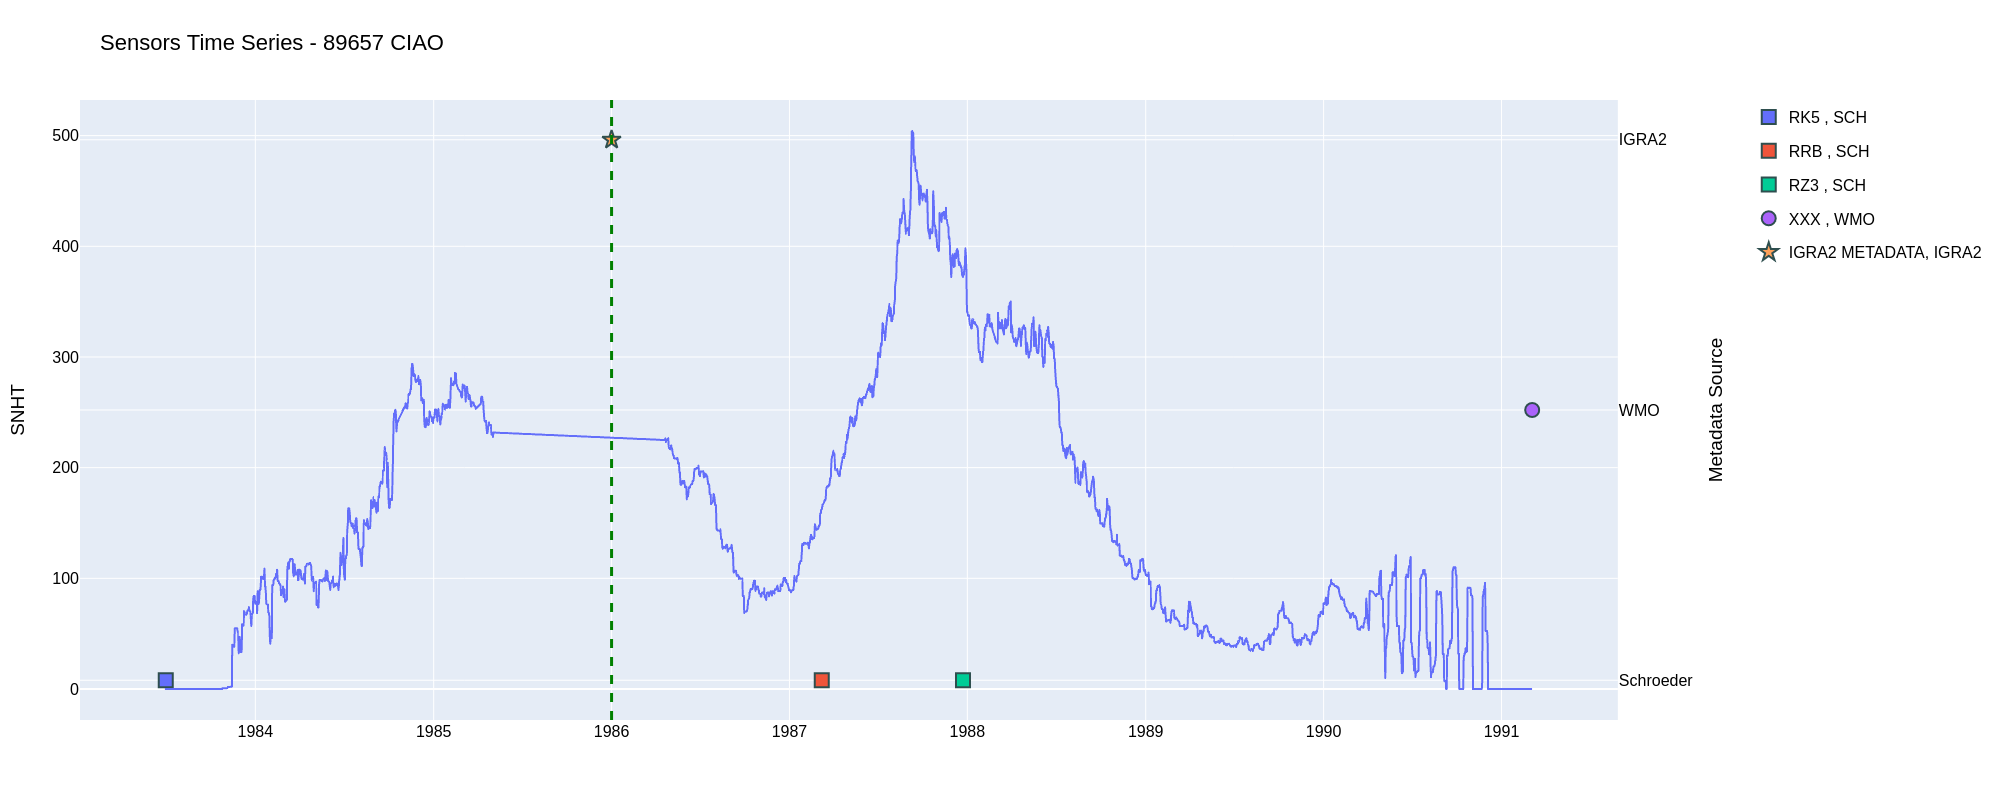 Sensors Time Series - 89657 CIAO
SNHT
500
400
300
200
100
0
1984
1985
1986
1987
1988
1989
1990
1991
IGRA2
WMO
Schroeder
Metadata Source
RK5 , SCH
RRB , SCH
RZ3 , SCH
XXX , WMO
IGRA2 METADATA, IGRA2